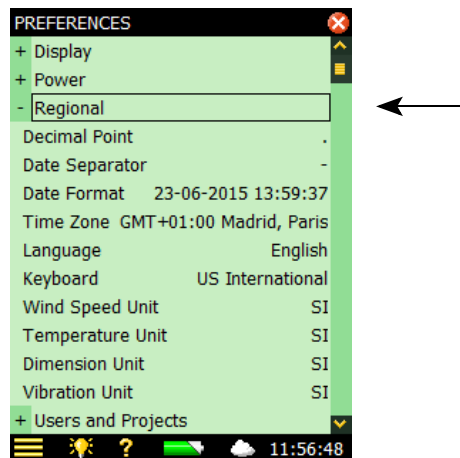 PREFERENCES
+ Display
+ Power
- Regional
Decimal Point .
Date Separator -
Date Format 23-06-2015 13:59:37
Time Zone GMT+01:00 Madrid, Paris
Language English
Keyboard US International
Wind Speed Unit SI
Temperature Unit SI
Dimension Unit SI
Vibration Unit SI
+ Users and Projects
? 11:56:48